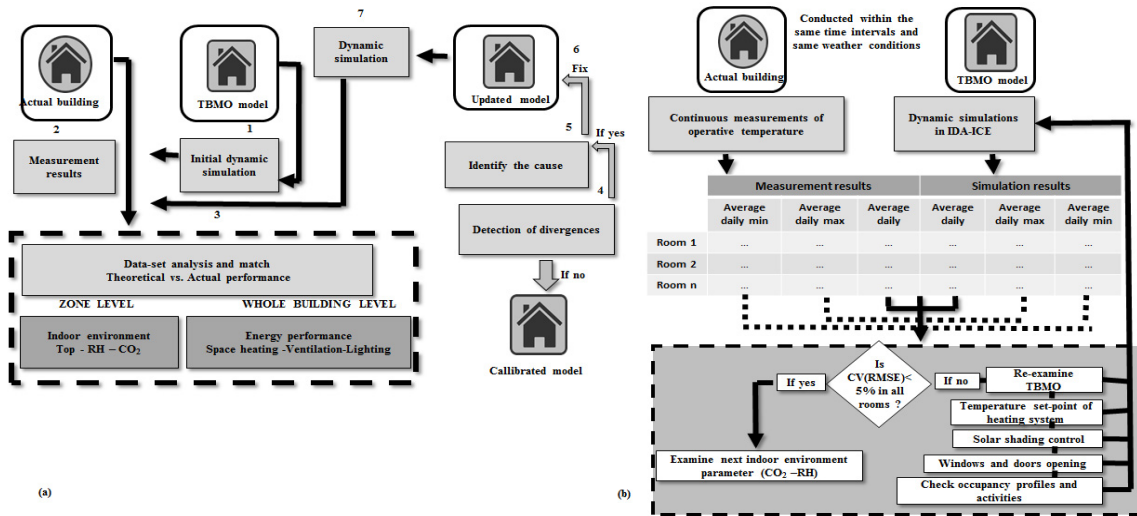 7
Actual building
2
TBMO model
1
Dynamic
simulation
Updated model
6
Fix
5
If yes
Measurement
results
Initial dynamic
simulation
3
Identify the cause
4
Detection of divergences
If no
Callibrated model
Data-set analysis and match
Theoretical vs. Actual performance
ZONE LEVEL
WHOLE BUILDING LEVEL
Indoor environment
Top - RH – CO2
Energy performance
Space heating -Ventilation-Lighting
(a)
Actual building
Conducted within the
same time intervals and
same weather conditions
TBMO model
Continuous measurements of
operative temperature
Dynamic simulations
in IDA-ICE
Measurement results Simulation results
Average daily min Average daily max Average daily Average daily Average daily max Average daily min
Room 1 ... ... ... ... ... ...
Room 2 ... ... ... ... ... ...
Room n ... ... ... ... ... ...
Is
CV(RMSE)<
5% in all
rooms ?
If yes
If no
Examine next indoor environment
parameter (CO2 –RH)
Re-examine
TBMO
Temperature set-point of
heating system
Solar shading control
Windows and doors opening
Check occupancy profiles and
activities
(b)